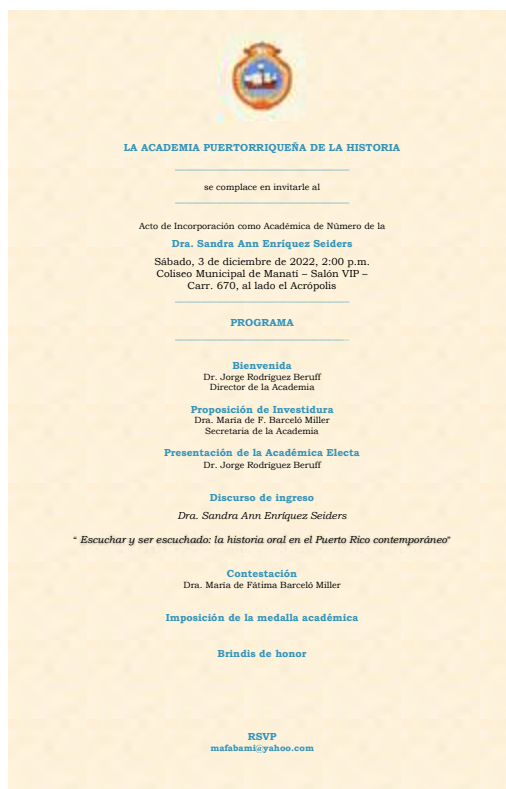 LA ACADEMIA PUERTORRIQUEÑA DE LA HISTORIA
se complace en invitarle al
Acto de Incorporación como Académica de Número de la
Dra. Sandra Ann Enríquez Seiders
Sábado, 3 de diciembre de 2022, 2:00 p.m.
Coliseo Municipal de Manatí – Salón VIP –
Carr. 670, al lado el Acrópolis
PROGRAMA
Bienvenida
Dr. Jorge Rodríguez Beruff
Director de la Academia
Proposición de Investidura
Dra. María de F. Barceló Miller
Secretaria de la Academia
Presentación de la Académica Electa
Dr. Jorge Rodríguez Beruff
Discurso de ingreso
Dra. Sandra Ann Enríquez Seiders
“ Escuchar y ser escuchado: la historia oral en el Puerto Rico contemporáneo”
Contestación
Dra. María de Fátima Barceló Miller
Imposición de la medalla académica
Brindis de honor
RSVP
mafabami@yahoo.com